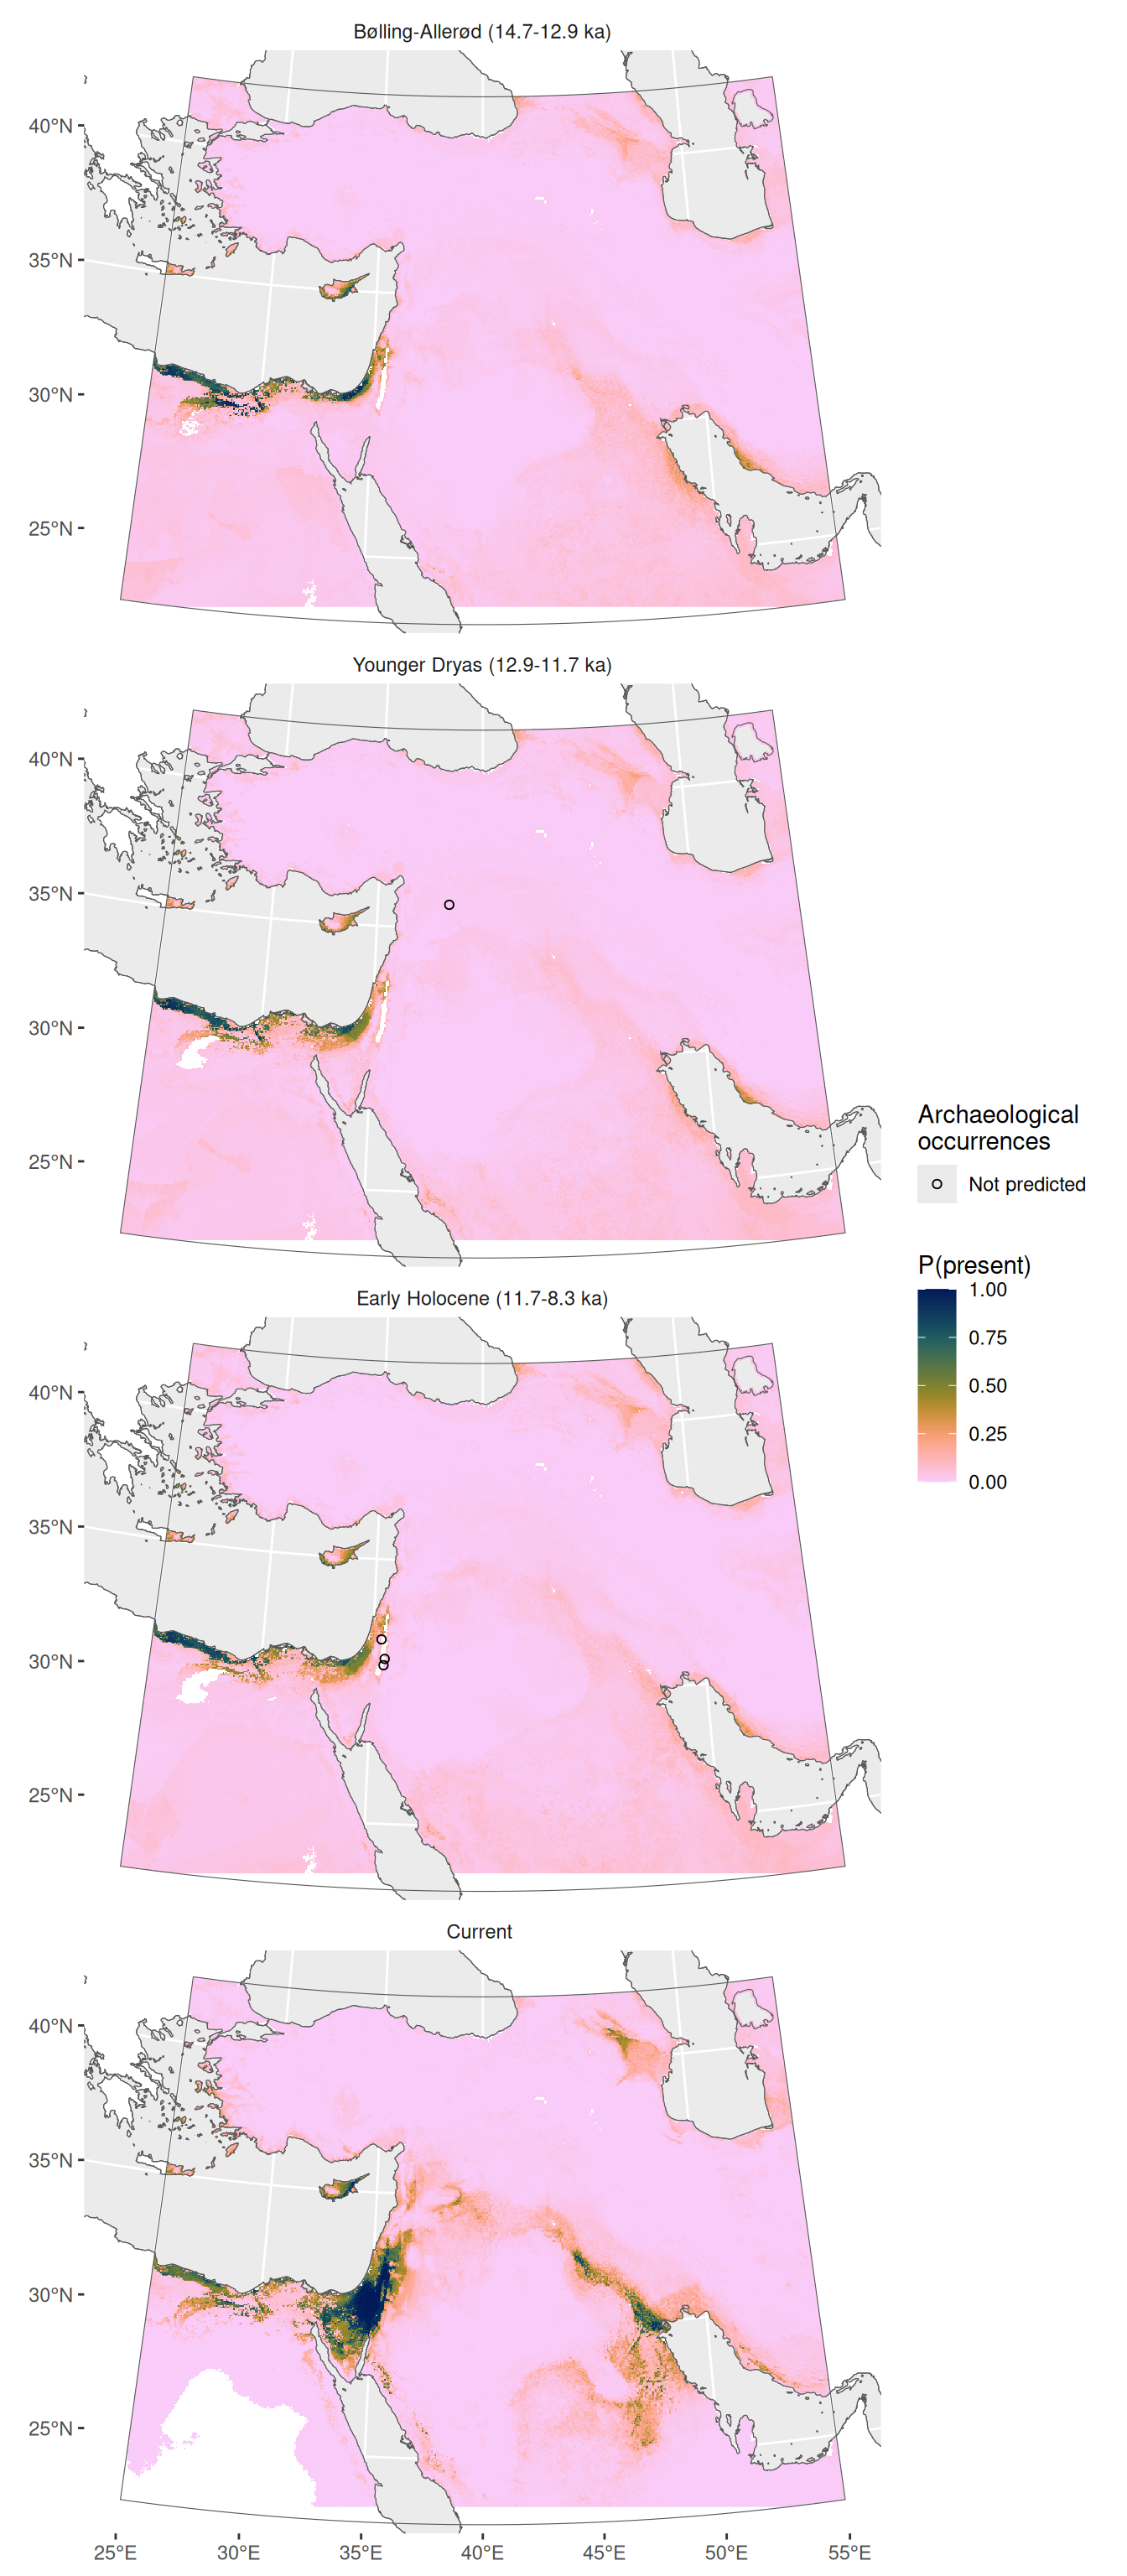 Bølling-Allerød (14.7-12.9 ka)
40°N
35°N
30°N
25°N
Younger Dryas (12.9-11.7 ka)
40°N
35°N
30°N
25°N
Archaeological
occurrences
Not predicted
P(present)
1.00
0.75
0.50
0.25
0.00
Early Holocene (11.7-8.3 ka)
40°N
35°N
30°N
25°N
Current
40°N
35°N
30°N
25°N
25°E 30°E 35°E 40°E 45°E 50°E 55°E